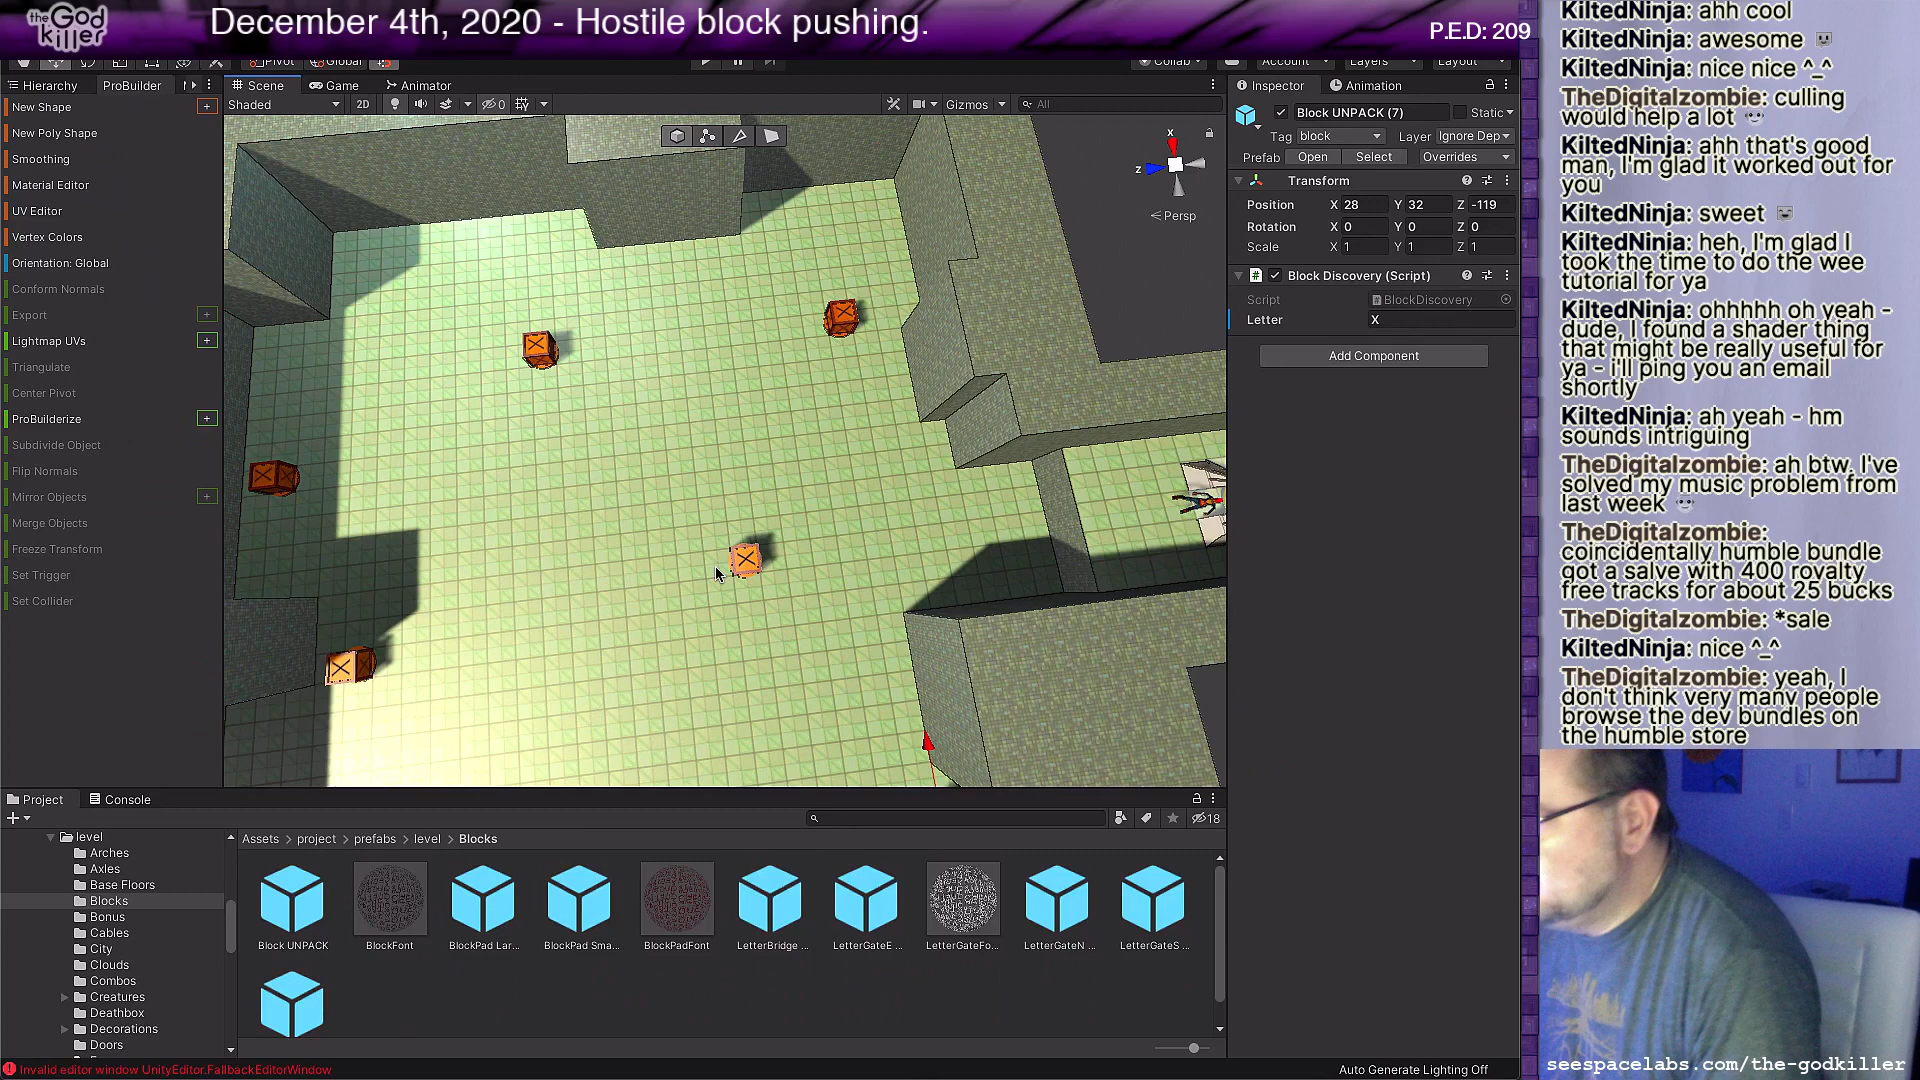 the God killer
December 4th, 2020 - Hostile block pushing.
P.E.D: 209
Pivot
Global
Collab
Account
Layers
Layout
Hierarchy
ProBuilder
Scene
Game
Animator
Inspector
Animation
Shaded
2D
0
Gizmos
All
New Shape
New Poly Shape
Smoothing
Material Editor
UV Editor
Vertex Colors
Orientation: Global
Conform Normals
Export
Lightmap UVs
Triangulate
Center Pivot
ProBuilderize
Subdivide Object
Flip Normals
Mirror Objects
Merge Objects
Freeze Transform
Set Trigger
Set Collider
x
z
Persp
Block UNPACK (7)
Static
Tag block Layer Ignore Dep
Prefab Open Select Overrides
Transform
Position X 28 Y 32 Z -119
Rotation X 0 Y 0 Z 0
Scale X 1 Y 1 Z 1
Block Discovery (Script)
Script BlockDiscovery
Letter X
Add Component
Project
Console
18
level
Arches
Axles
Base Floors
Blocks
Bonus
Cables
City
Clouds
Combos
Creatures
Deathbox
Decorations
Doors
Assets > project > prefabs > level > Blocks
Block UNPACK
BlockFont
BlockPad Lar...
BlockPad Sma...
BlockPadFont
LetterBridge ...
LetterGateE ...
LetterGateFo...
LetterGateN ...
LetterGateS ...
Invalid editor window UnityEditor.FallbackEditorWindow
Auto Generate Lighting Off
KiltedNinja: ahh cool
KiltedNinja: awesome
KiltedNinja: nice nice ^_^
TheDigitalzombie: culling
would help a lot
KiltedNinja: ahh that's good
man, I'm glad it worked out for
you
KiltedNinja: sweet
KiltedNinja: heh, I'm glad I
took the time to do the wee
tutorial for ya
KiltedNinja: ohhhhh oh yeah -
dude, I found a shader thing
that might be really useful for
ya - i'll ping you an email
shortly
KiltedNinja: ah yeah - hm
sounds intriguing
TheDigitalzombie: ah btw. I've
solved my music problem from
last week
TheDigitalzombie:
coincidentally humble bundle
got a salve with 400 royalty
free tracks for about 25 bucks
TheDigitalzombie: *sale
KiltedNinja: nice ^_^
TheDigitalzombie: yeah, I
don't think very many people
browse the dev bundles on
the humble store
seespacelabs.com/the-godkiller